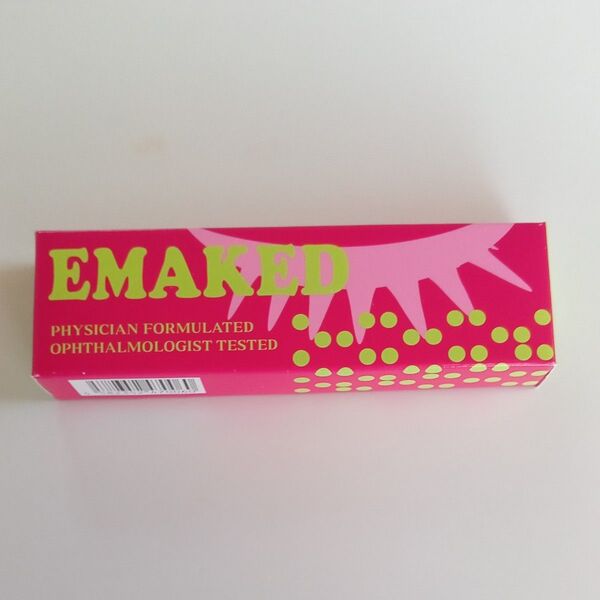 EMAKED
PHYSICIAN FORMULATED
OPHTHALMOLOGIST TESTED